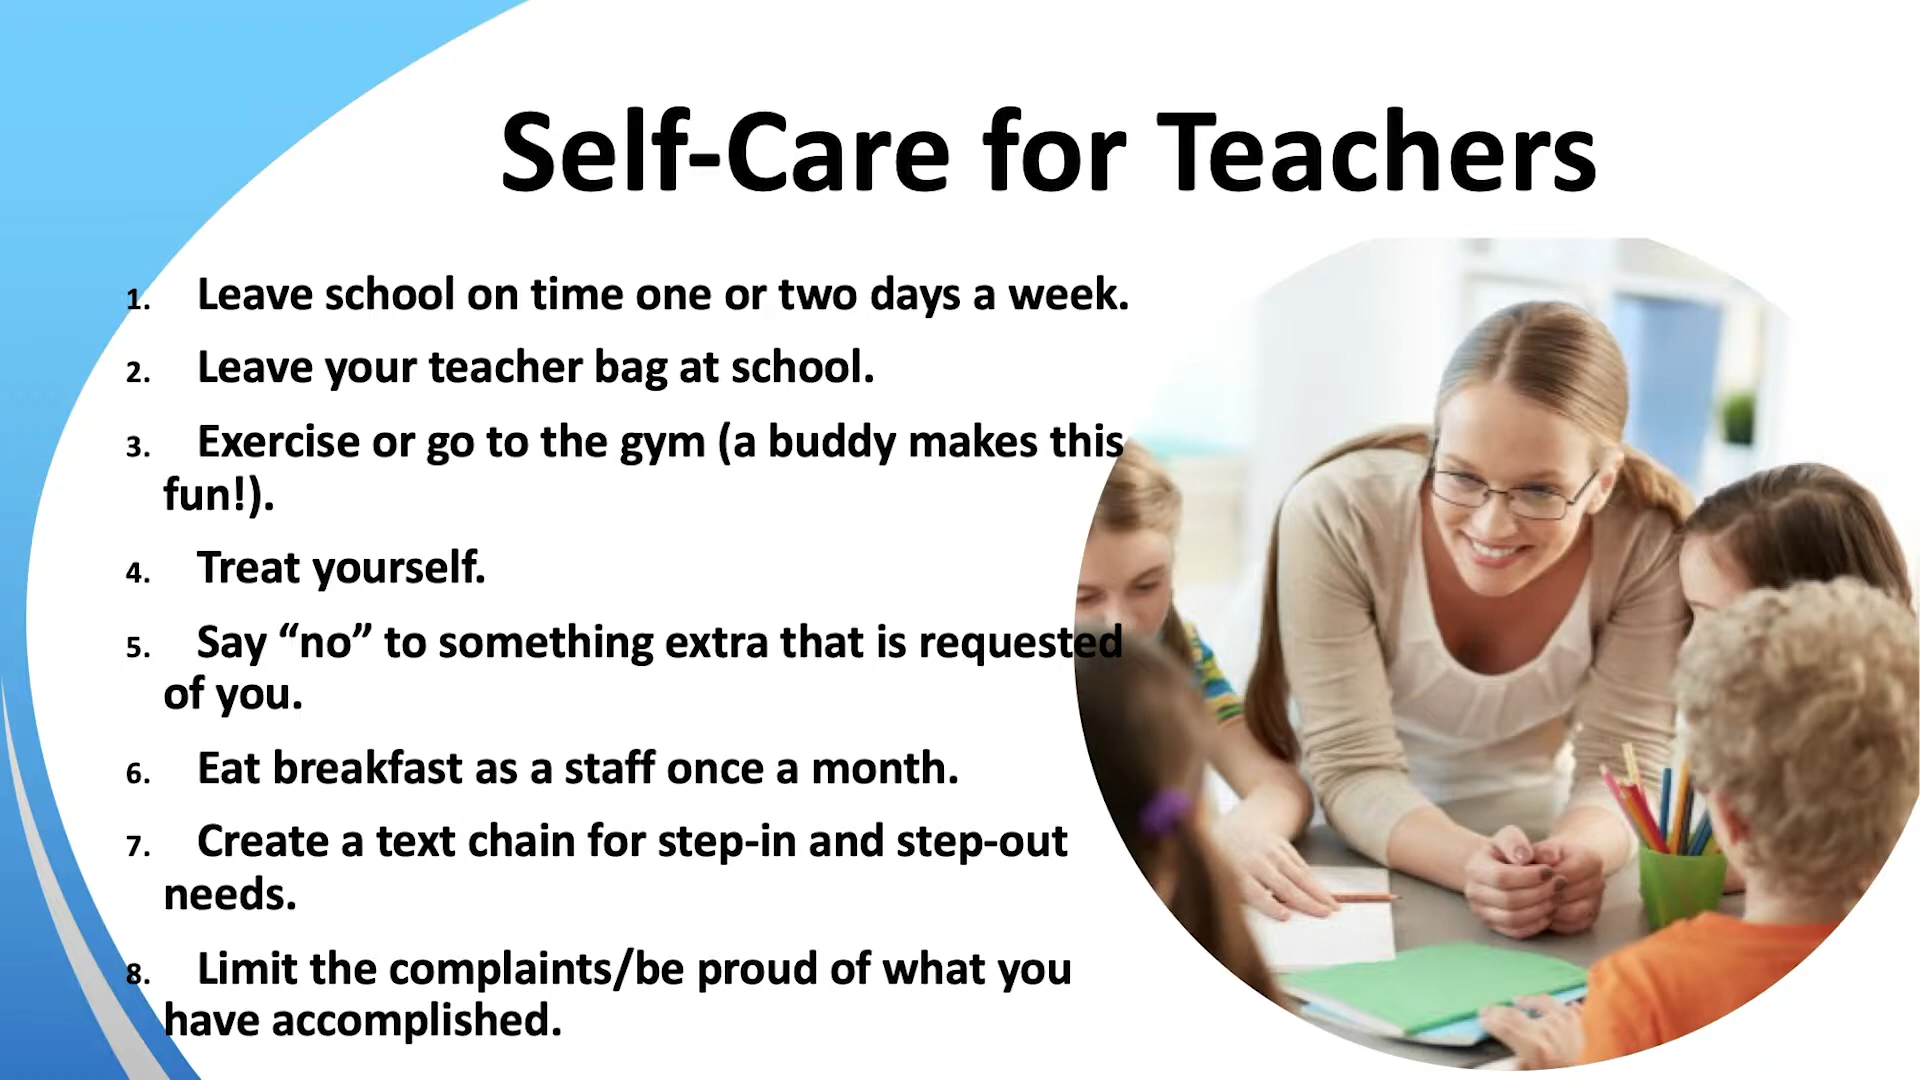 Self-Care for Teachers
1. Leave school on time one or two days a week.
2. Leave your teacher bag at school.
3. Exercise or go to the gym (a buddy makes this
fun!).
4. Treat yourself.
5. Say “no” to something extra that is requested
of you.
6. Eat breakfast as a staff once a month.
7. Create a text chain for step-in and step-out
needs.
8. Limit the complaints/be proud of what you
have accomplished.